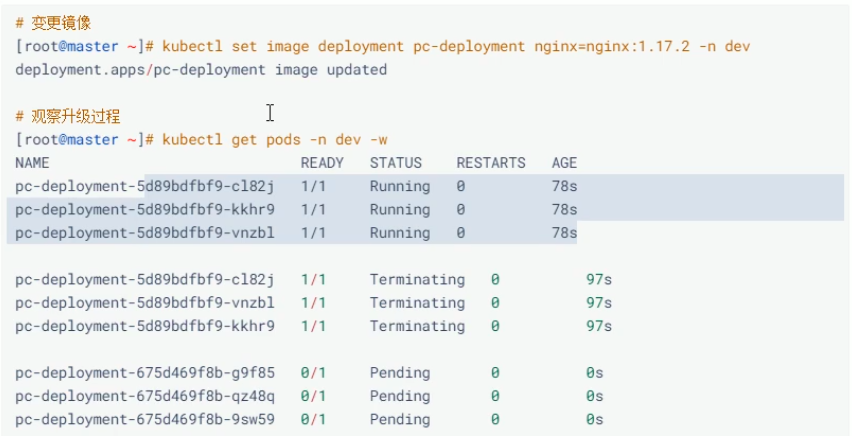 # 变更镜像
[root@master ~]# kubectl set image deployment pc-deployment nginx=nginx:1.17.2 -n dev
deployment.apps/pc-deployment image updated
# 观察升级过程
[root@master ~]# kubectl get pods -n dev -w
NAME READY STATUS RESTARTS AGE
pc-deployment-5d89bdfbf9-cl82j 1/1 Running 0 78s
pc-deployment-5d89bdfbf9-kkhr9 1/1 Running 0 78s
pc-deployment-5d89bdfbf9-vnzbl 1/1 Running 0 78s
pc-deployment-5d89bdfbf9-cl82j 1/1 Terminating 0 97s
pc-deployment-5d89bdfbf9-vnzbl 1/1 Terminating 0 97s
pc-deployment-5d89bdfbf9-kkhr9 1/1 Terminating 0 97s
pc-deployment-675d469f8b-g9f85 0/1 Pending 0 0s
pc-deployment-675d469f8b-qz48q 0/1 Pending 0 0s
pc-deployment-675d469f8b-9sw59 0/1 Pending 0 0s